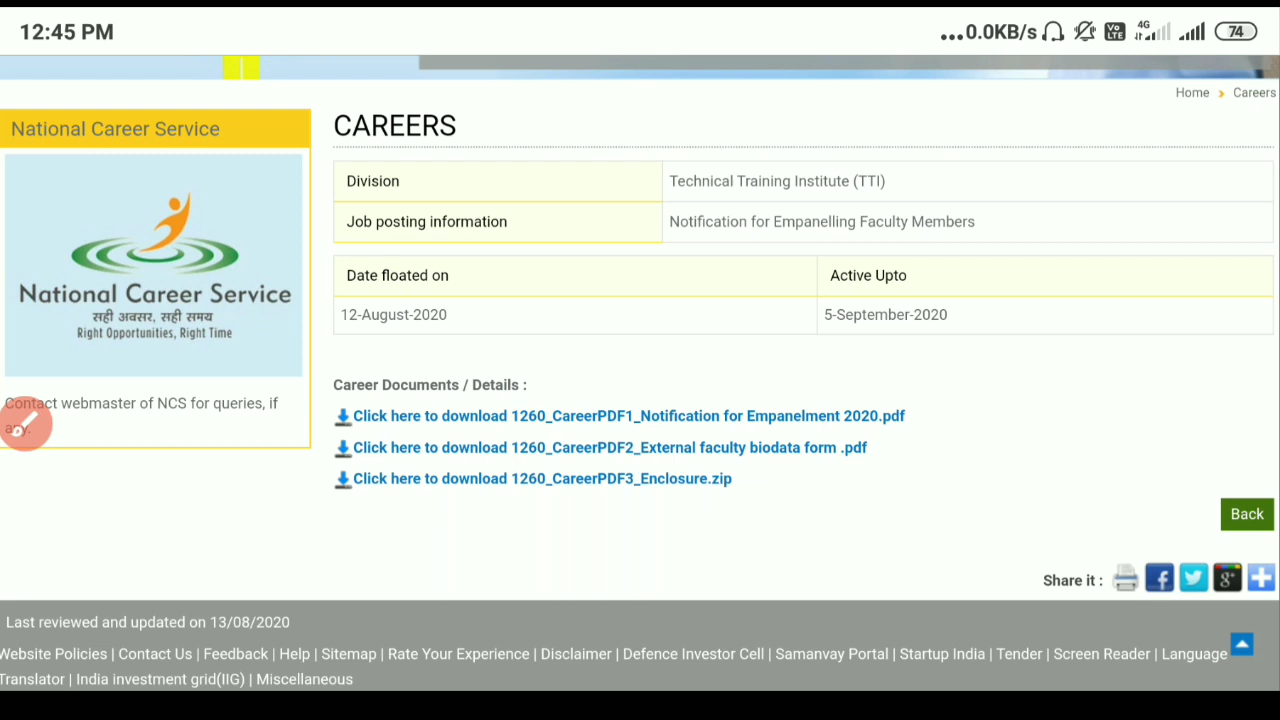 12:45 PM
...0.0KB/s Vo LTE 4G 74
Home Careers
National Career Service
CAREERS
Division Technical Training Institute (TTI)
Job posting information Notification for Empanelling Faculty Members
Date floated on Active Upto
12-August-2020 5-September-2020
National Career Service
सही अवसर, सही समय
Right Opportunities, Right Time
Career Documents / Details :
Contact webmaster of NCS for queries, if
any.
Click here to download 1260_CareerPDF1_Notification for Empanelment 2020.pdf
Click here to download 1260_CareerPDF2_External faculty biodata form .pdf
Click here to download 1260_CareerPDF3_Enclosure.zip
Back
Share it : f g+
Last reviewed and updated on 13/08/2020
Website Policies | Contact Us | Feedback | Help | Sitemap | Rate Your Experience | Disclaimer | Defence Investor Cell | Samanvay Portal | Startup India | Tender | Screen Reader | Language
Translator | India investment grid(IIG) | Miscellaneous